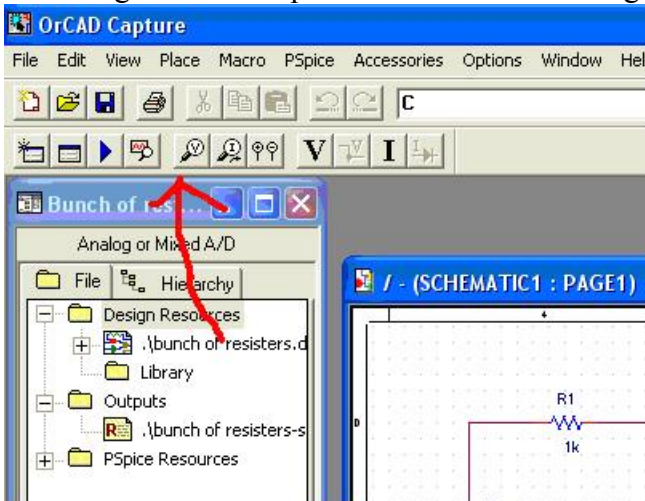 OrCAD Capture
File Edit View Place Macro PSpice Accessories Options Window Hel
C
V I
Bunch of
Analog or Mixed A/D
File Hierarchy
/ - (SCHEMATIC1 : PAGE1)
Design Resources
.\bunch of resisters.d
Library
Outputs
.\bunch of resisters-s
PSpice Resources
R1
1k